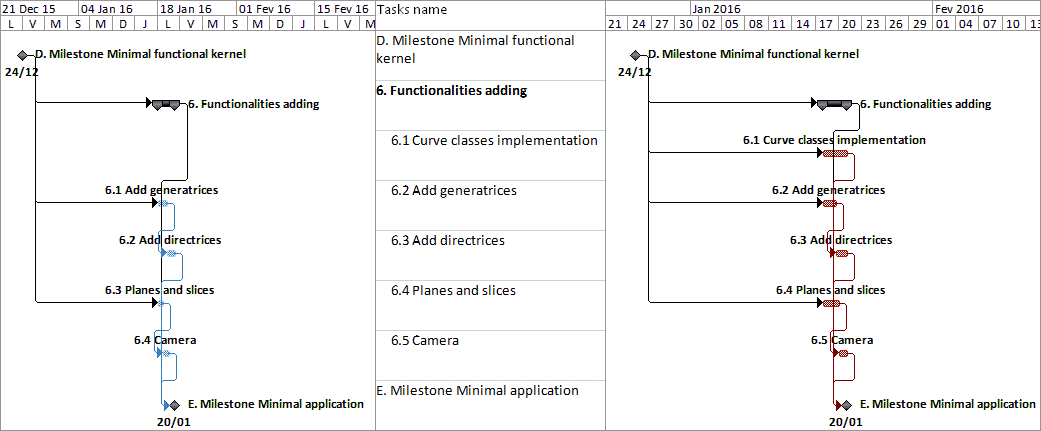 21 Dec 15 04 Jan 16 18 Jan 16 01 Fev 16 15 Fev 16
L V M D J L V M S M D J L V M S M
D. Milestone Minimal functional kernel
24/12
6. Functionalities adding
6.1 Add generatrices
6.2 Add directrices
6.3 Planes and slices
6.4 Camera
E. Milestone Minimal application
20/01
Tasks name
D. Milestone Minimal functional
kernel
6. Functionalities adding
6.1 Curve classes implementation
6.2 Add generatrices
6.3 Add directrices
6.4 Planes and slices
6.5 Camera
E. Milestone Minimal application
Jan 2016 Fev 2016
21 24 27 30 02 05 08 11 14 17 20 23 26 29 01 04 07 10 13
D. Milestone Minimal functional kernel
24/12
6. Functionalities adding
6.1 Curve classes implementation
6.2 Add generatrices
6.3 Add directrices
6.4 Planes and slices
6.5 Camera
E. Milestone Minimal application
20/01